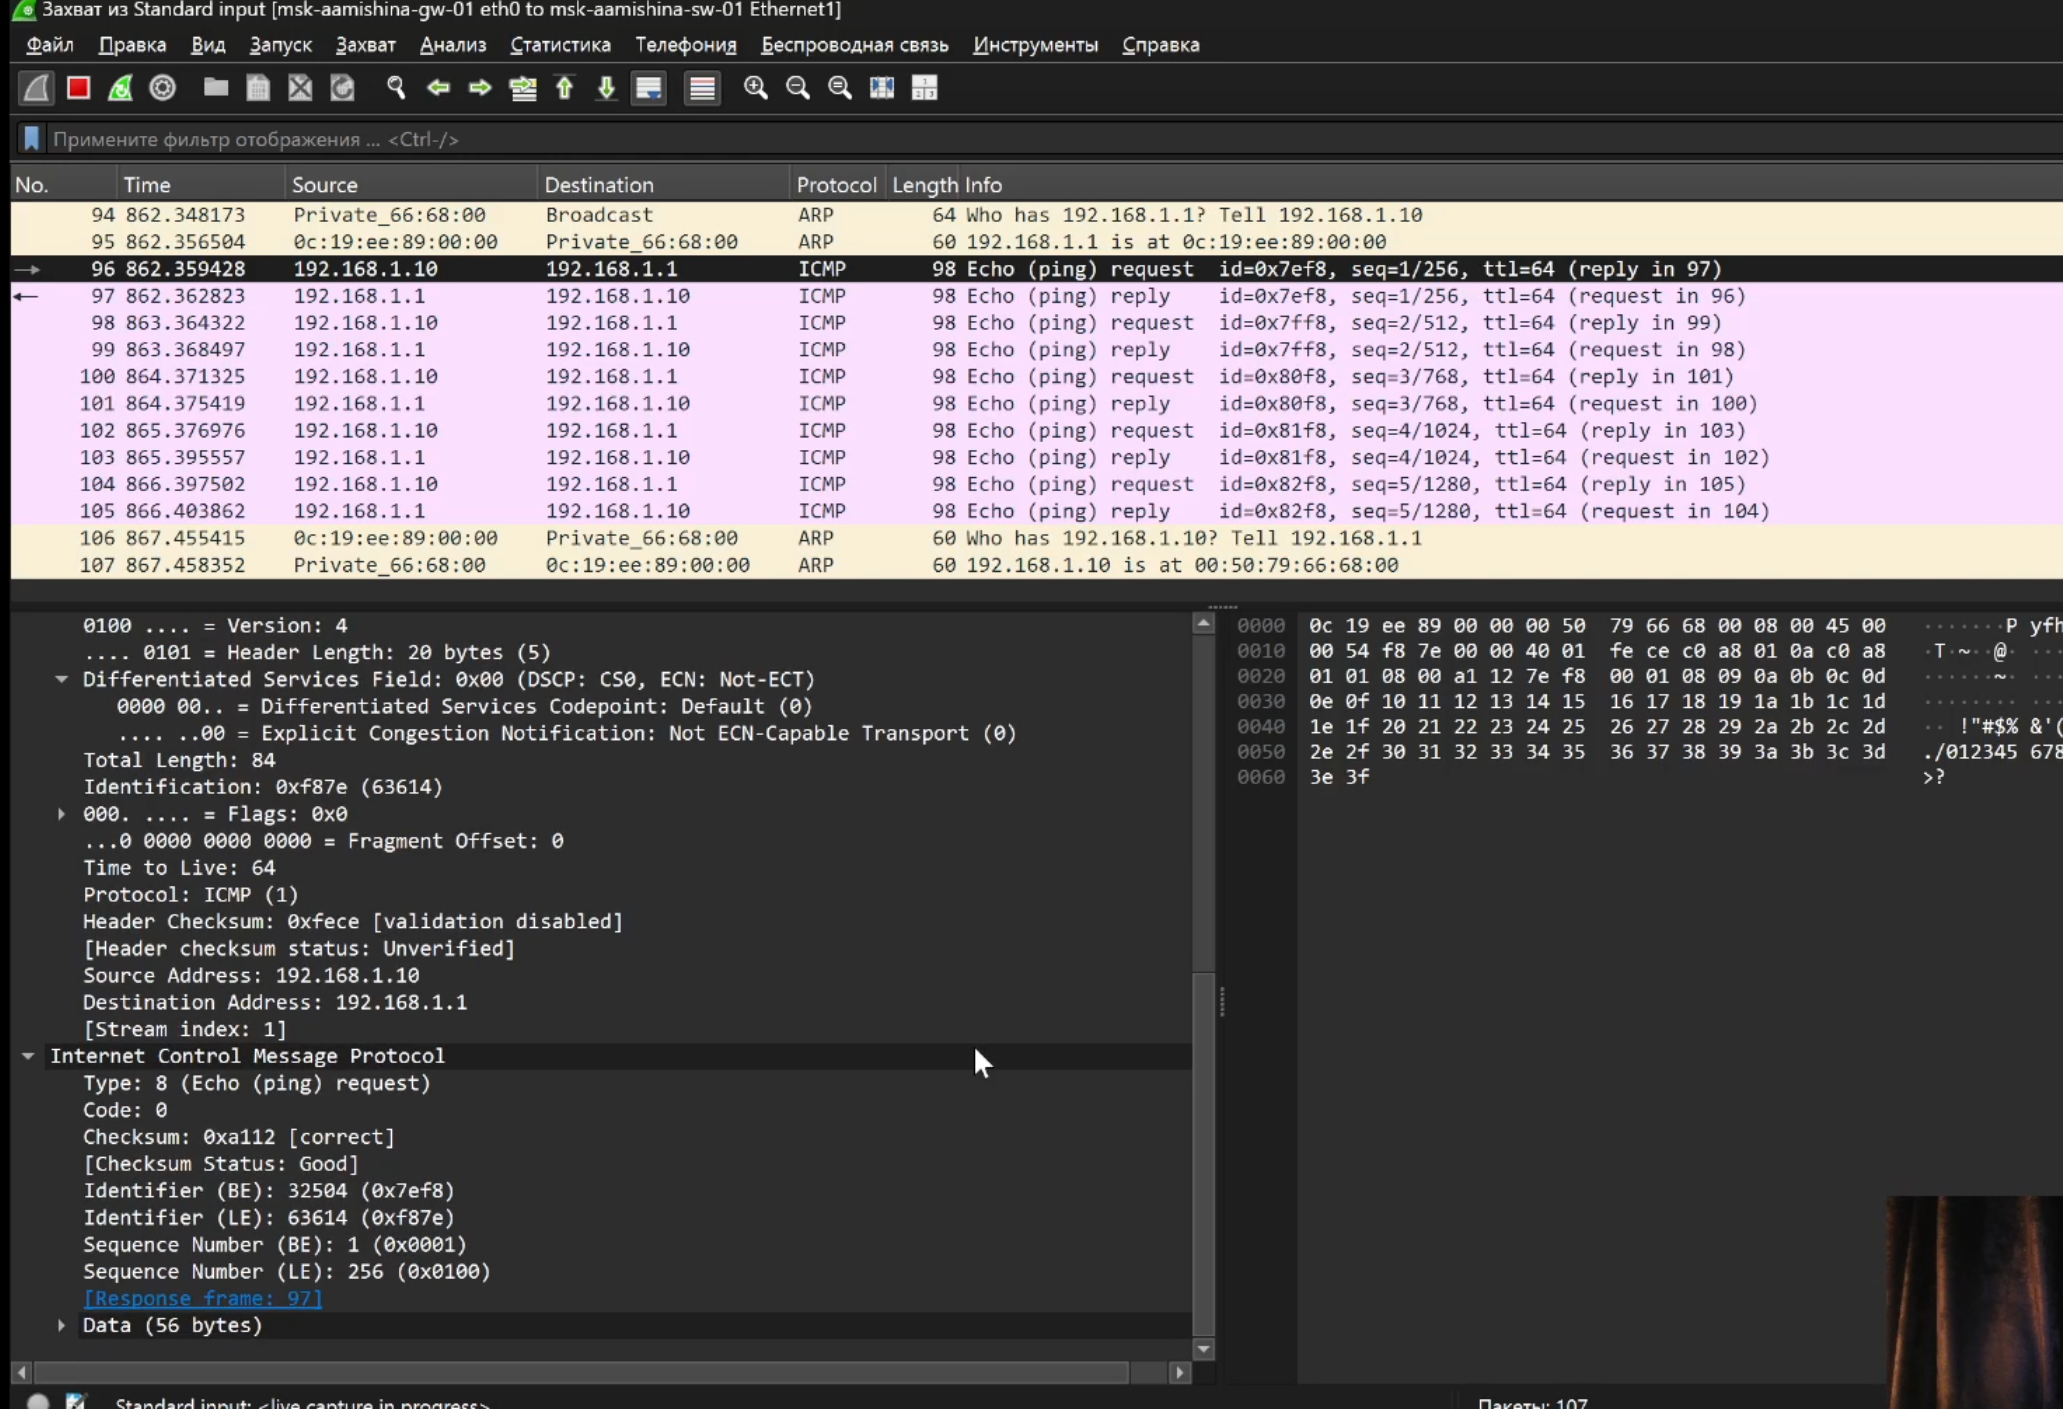 Захват из Standard input [msk-aamishina-gw-01 eth0 to msk-aamishina-sw-01 Ethernet1]
Файл Правка Вид Запуск Захват Анализ Статистика Телефония Беспроводная связь Инструменты Справка
Примените фильтр отображения ... <Ctrl-/>
No. Time Source Destination Protocol Length Info
94 862.348173 Private_66:68:00 Broadcast ARP 64 Who has 192.168.1.1? Tell 192.168.1.10
95 862.356504 0c:19:ee:89:00:00 Private_66:68:00 ARP 60 192.168.1.1 is at 0c:19:ee:89:00:00
96 862.359428 192.168.1.10 192.168.1.1 ICMP 98 Echo (ping) request id=0x7ef8, seq=1/256, ttl=64 (reply in 97)
97 862.362823 192.168.1.1 192.168.1.10 ICMP 98 Echo (ping) reply id=0x7ef8, seq=1/256, ttl=64 (request in 96)
98 863.364322 192.168.1.10 192.168.1.1 ICMP 98 Echo (ping) request id=0x7ff8, seq=2/512, ttl=64 (reply in 99)
99 863.368497 192.168.1.1 192.168.1.10 ICMP 98 Echo (ping) reply id=0x7ff8, seq=2/512, ttl=64 (request in 98)
100 864.371325 192.168.1.10 192.168.1.1 ICMP 98 Echo (ping) request id=0x80f8, seq=3/768, ttl=64 (reply in 101)
101 864.375419 192.168.1.1 192.168.1.10 ICMP 98 Echo (ping) reply id=0x80f8, seq=3/768, ttl=64 (request in 100)
102 865.376976 192.168.1.10 192.168.1.1 ICMP 98 Echo (ping) request id=0x81f8, seq=4/1024, ttl=64 (reply in 103)
103 865.395557 192.168.1.1 192.168.1.10 ICMP 98 Echo (ping) reply id=0x81f8, seq=4/1024, ttl=64 (request in 102)
104 866.397502 192.168.1.10 192.168.1.1 ICMP 98 Echo (ping) request id=0x82f8, seq=5/1280, ttl=64 (reply in 105)
105 866.403862 192.168.1.1 192.168.1.10 ICMP 98 Echo (ping) reply id=0x82f8, seq=5/1280, ttl=64 (request in 104)
106 867.455415 0c:19:ee:89:00:00 Private_66:68:00 ARP 60 Who has 192.168.1.10? Tell 192.168.1.1
107 867.458352 Private_66:68:00 0c:19:ee:89:00:00 ARP 60 192.168.1.10 is at 00:50:79:66:68:00
0100 .... = Version: 4
.... 0101 = Header Length: 20 bytes (5)
Differentiated Services Field: 0x00 (DSCP: CS0, ECN: Not-ECT)
0000 00.. = Differentiated Services Codepoint: Default (0)
.... ..00 = Explicit Congestion Notification: Not ECN-Capable Transport (0)
Total Length: 84
Identification: 0xf87e (63614)
000. .... = Flags: 0x0
...0 0000 0000 0000 = Fragment Offset: 0
Time to Live: 64
Protocol: ICMP (1)
Header Checksum: 0xfece [validation disabled]
[Header checksum status: Unverified]
Source Address: 192.168.1.10
Destination Address: 192.168.1.1
[Stream index: 1]
Internet Control Message Protocol
Type: 8 (Echo (ping) request)
Code: 0
Checksum: 0xa112 [correct]
[Checksum Status: Good]
Identifier (BE): 32504 (0x7ef8)
Identifier (LE): 63614 (0xf87e)
Sequence Number (BE): 1 (0x0001)
Sequence Number (LE): 256 (0x0100)
[Response frame: 97]
Data (56 bytes)
0000 0c 19 ee 89 00 00 00 50 79 66 68 00 08 00 45 00 ·······P yfh
0010 00 54 f8 7e 00 00 40 01 fe ce c0 a8 01 0a c0 a8 ·T·~··@· ···
0020 01 01 08 00 a1 12 7e f8 00 01 08 09 0a 0b 0c 0d ······~· ····
0030 0e 0f 10 11 12 13 14 15 16 17 18 19 1a 1b 1c 1d ········ ····
0040 1e 1f 20 21 22 23 24 25 26 27 28 29 2a 2b 2c 2d ·· !"#$% &'(
0050 2e 2f 30 31 32 33 34 35 36 37 38 39 3a 3b 3c 3d ./012345 678
0060 3e 3f >?
Standard input: <live capture in progress>
Пакеты: 107